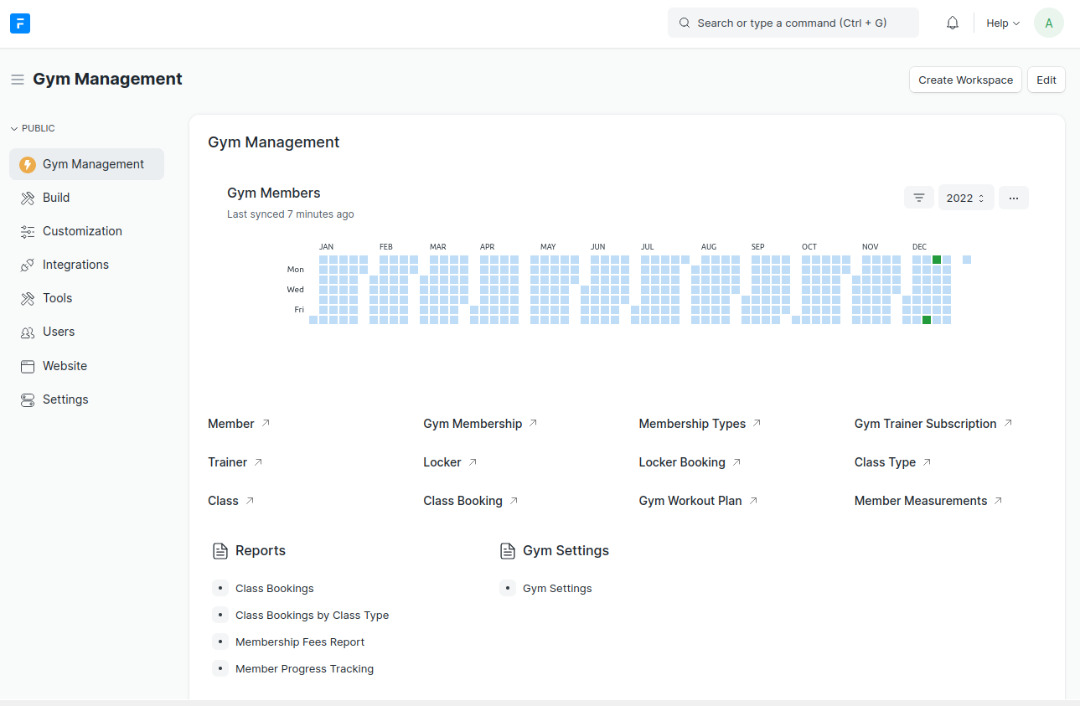 F
Search or type a command (Ctrl + G)
Help
A
Gym Management
Create Workspace
Edit
PUBLIC
Gym Management
Build
Customization
Integrations
Tools
Users
Website
Settings
Gym Management
Gym Members
Last synced 7 minutes ago
2022
...
JAN FEB MAR APR MAY JUN JUL AUG SEP OCT NOV DEC
Mon
Wed
Fri
Member Gym Membership Membership Types Gym Trainer Subscription
Trainer Locker Locker Booking Class Type
Class Class Booking Gym Workout Plan Member Measurements
Reports
Class Bookings
Class Bookings by Class Type
Membership Fees Report
Member Progress Tracking
Gym Settings
Gym Settings